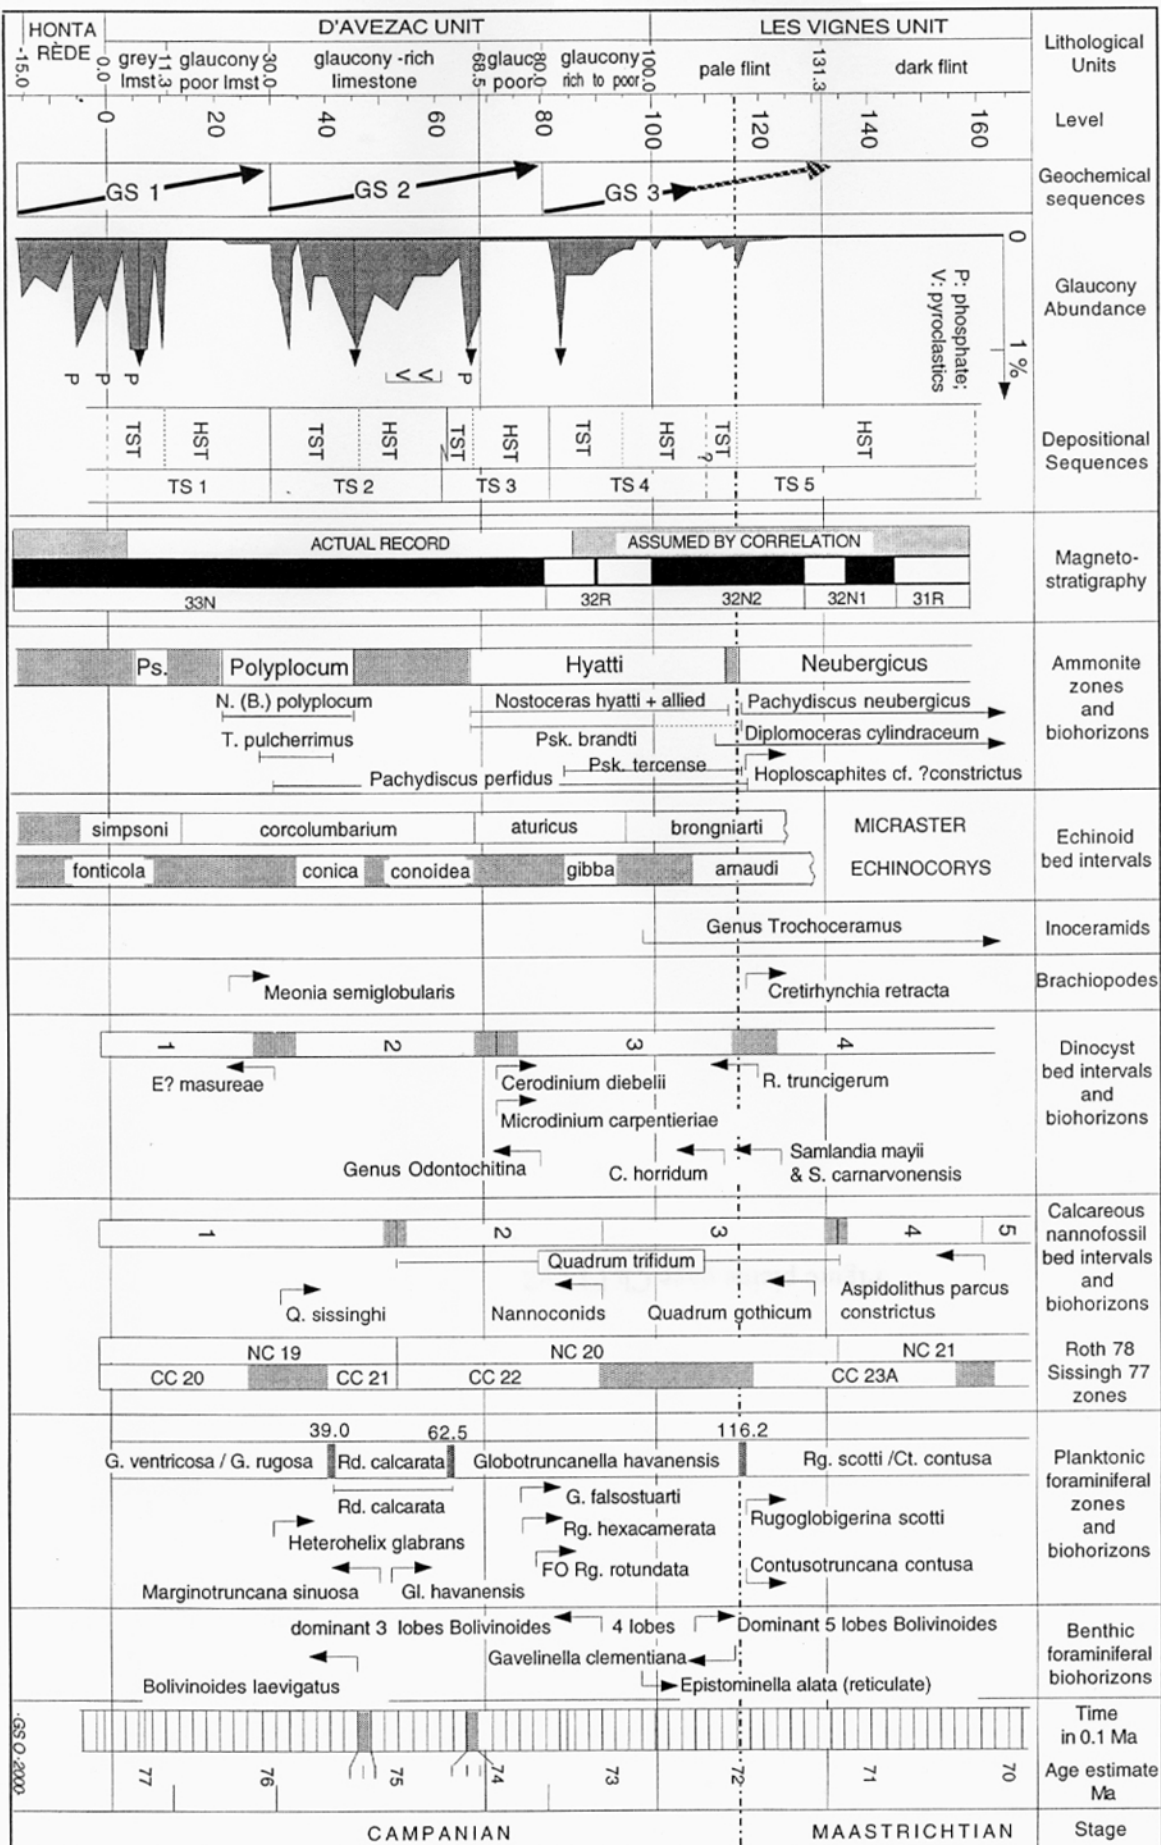 HONTA
RÈDE
D'AVEZAC UNIT
LES VIGNES UNIT
Lithological
Units
-15.0
0.0
grey
lmst
11.3
glaucony
poor lmst
30.0
glaucony -rich
limestone
68.5
glauc
poor
80.0
glaucony
rich to poor
100.0
pale flint
131.3
dark flint
0
20
40
60
80
100
120
140
160
Level
GS 1
GS 2
GS 3
Geochemical
sequences
0
1 %
P: phosphate;
V: pyroclastics
P
P
P
V V
P
Glaucony
Abundance
TST
HST
TST
HST
TST
HST
TST
HST
?
TST
HST
TS 1
TS 2
TS 3
TS 4
TS 5
Depositional
Sequences
ACTUAL RECORD
ASSUMED BY CORRELATION
33N
32R
32N2
32N1
31R
Magneto-
stratigraphy
Ps.
Polyplocum
Hyatti
Neubergicus
N. (B.) polyplocum
Nostoceras hyatti + allied
Pachydiscus neubergicus
T. pulcherrimus
Psk. brandti
Diplomoceras cylindraceum
Pachydiscus perfidus
Psk. tercense
Hoploscaphites cf. ?constrictus
Ammonite
zones
and
biohorizons
simpsoni
corcolumbarium
aturicus
brongniarti
MICRASTER
fonticola
conica
conoidea
gibba
arnaudi
ECHINOCORYS
Echinoid
bed intervals
Genus Trochoceramus
Inoceramids
Meonia semiglobularis
Cretirhynchia retracta
Brachiopodes
1
2
3
4
E? masureae
Cerodinium diebelii
R. truncigerum
Microdinium carpentieriae
Genus Odontochitina
C. horridum
Samlandia mayii
& S. carnarvonensis
Dinocyst
bed intervals
and
biohorizons
1
2
3
4
5
Quadrum trifidum
Q. sissinghi
Nannoconids
Quadrum gothicum
Aspidolithus parcus
constrictus
Calcareous
nannofossil
bed intervals
and
biohorizons
NC 19
NC 20
NC 21
CC 20
CC 21
CC 22
CC 23A
Roth 78
Sissingh 77
zones
39.0
62.5
116.2
G. ventricosa / G. rugosa
Rd. calcarata
Globotruncanella havanensis
Rg. scotti /Ct. contusa
Rd. calcarata
G. falsostuarti
Rugoglobigerina scotti
Heterohelix glabrans
Rg. hexacamerata
Marginotruncana sinuosa
Gl. havanensis
FO Rg. rotundata
Contusotruncana contusa
Planktonic
foraminiferal
zones
and
biohorizons
dominant 3 lobes Bolivinoides
4 lobes
Dominant 5 lobes Bolivinoides
Gavelinella clementiana
Bolivinoides laevigatus
Epistominella alata (reticulate)
Benthic
foraminiferal
biohorizons
Time
in 0.1 Ma
GS O -2000-
77
76
75
74
73
72
71
70
Age estimate
Ma
CAMPANIAN
MAASTRICHTIAN
Stage